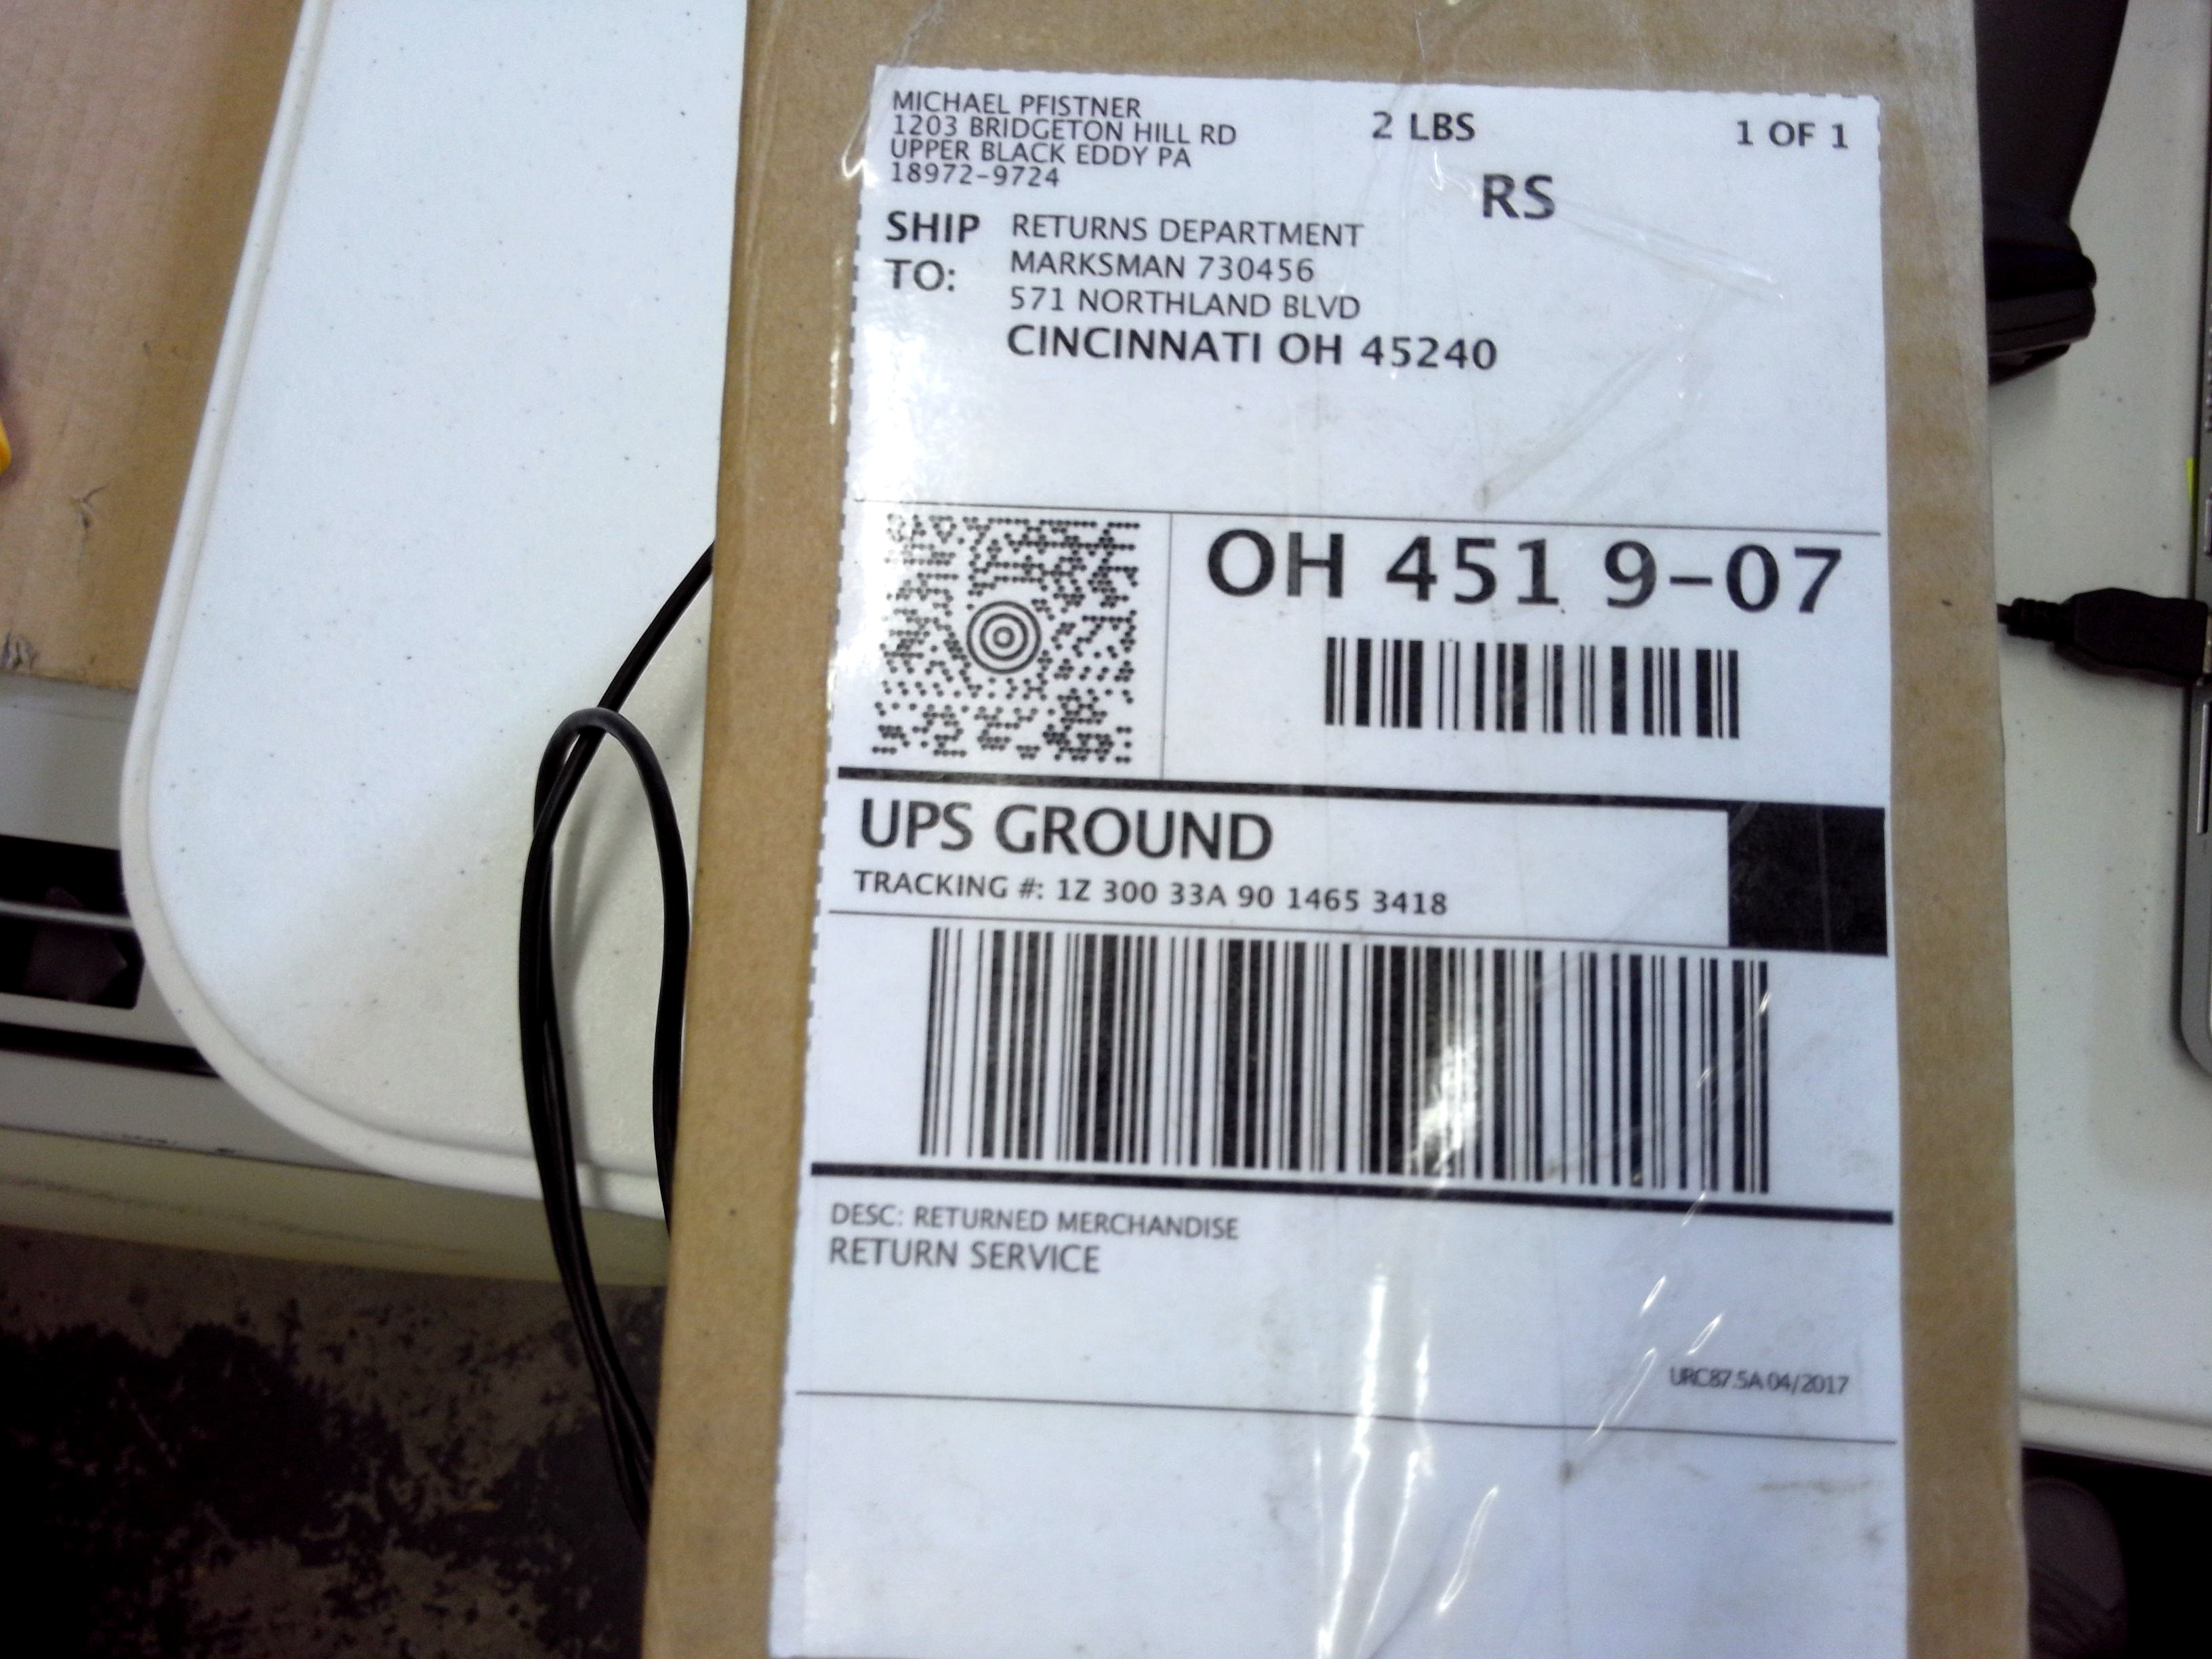 MICHAEL PFISTNER
1203 BRIDGETON HILL RD
UPPER BLACK EDDY PA
18972-9724
2 LBS
1 OF 1
RS
SHIP TO:
RETURNS DEPARTMENT
MARKSMAN 730456
571 NORTHLAND BLVD
CINCINNATI OH 45240
OH 451 9-07
UPS GROUND
TRACKING #: 1Z 300 33A 90 1465 3418
DESC: RETURNED MERCHANDISE
RETURN SERVICE
URC87.5A 04/2017